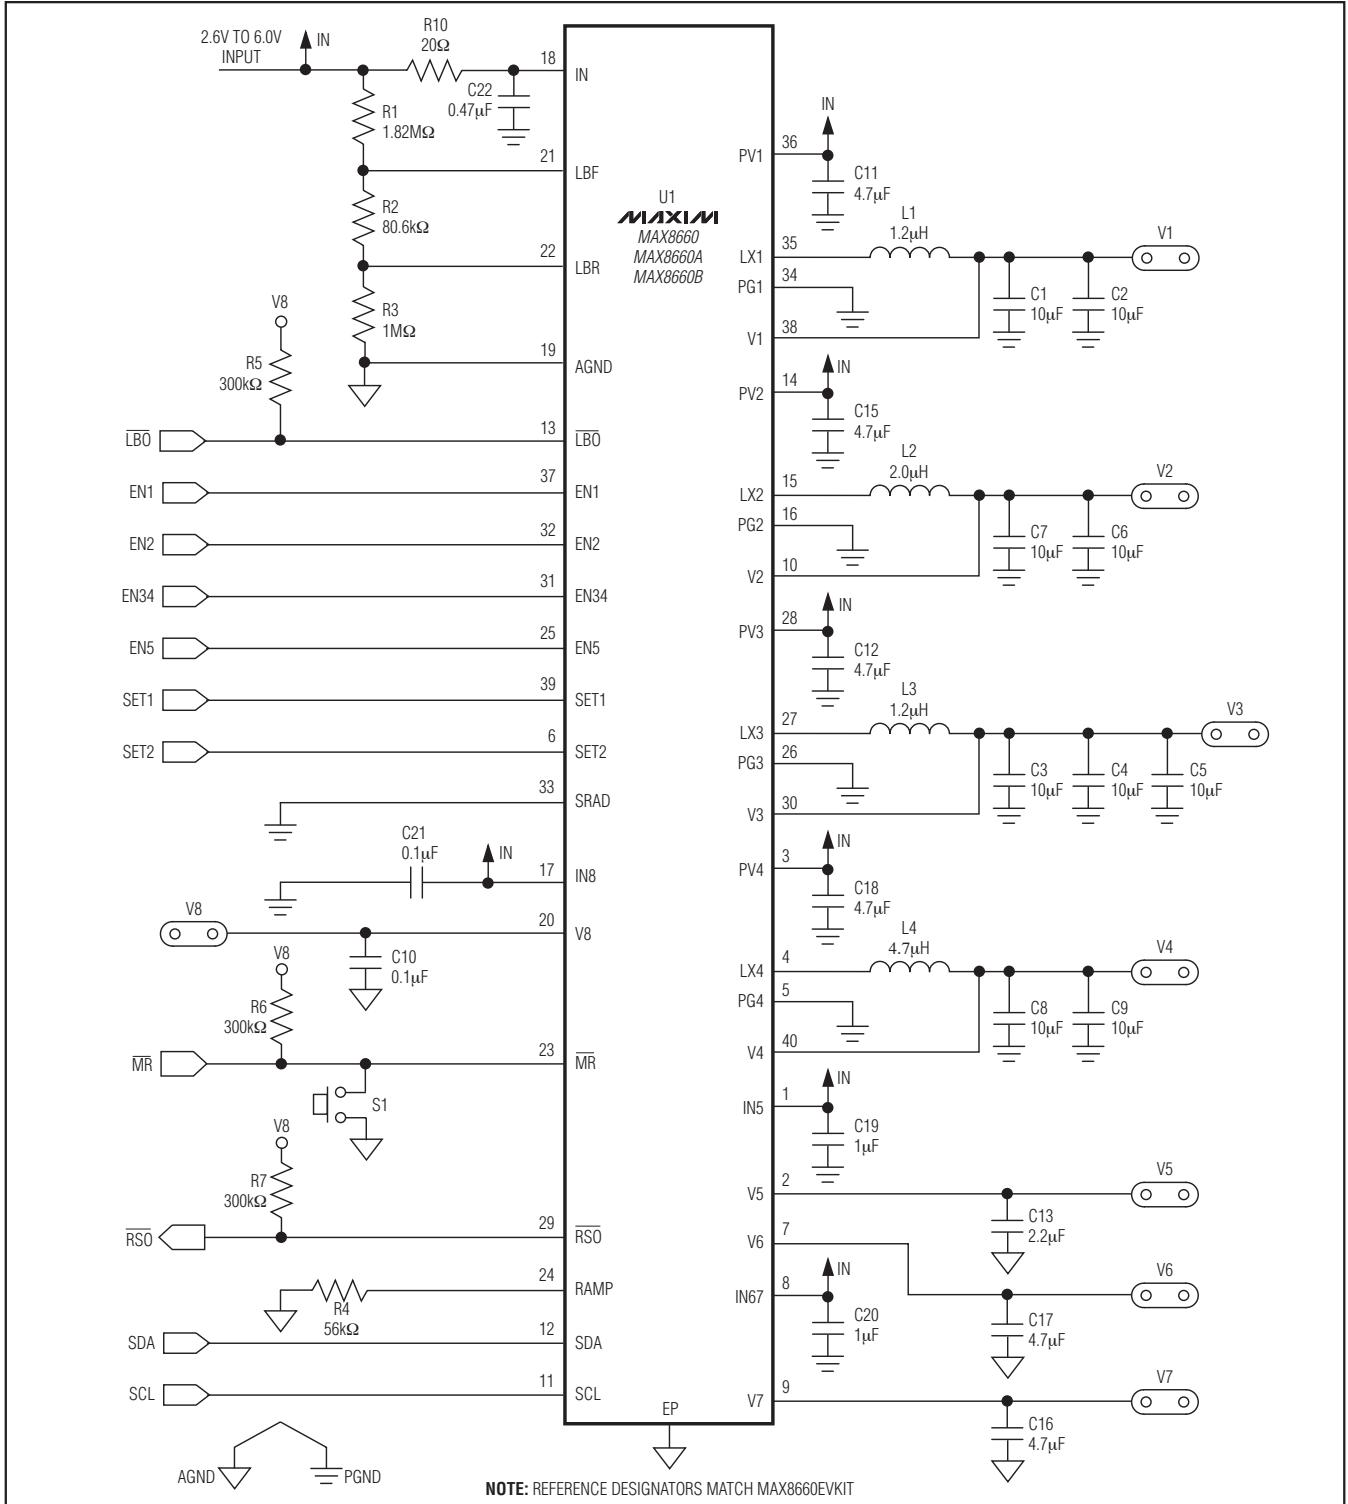 2.6V TO 6.0V
INPUT
IN
R10
20Ω
18
IN
C22
0.47µF
R1
1.82MΩ
21
LBF
R2
80.6kΩ
22
LBR
R3
1MΩ
19
AGND
V8
R5
300kΩ
LBO
13
LBO
EN1
37
EN1
EN2
32
EN2
EN34
31
EN34
EN5
25
EN5
SET1
39
SET1
SET2
6
SET2
33
SRAD
C21
0.1µF
IN
17
IN8
V8
20
V8
C10
0.1µF
V8
R6
300kΩ
MR
23
MR
S1
V8
R7
300kΩ
RSO
29
RSO
24
RAMP
R4
56kΩ
SDA
12
SDA
SCL
11
SCL
AGND
PGND
U1
MAXIM
MAX8660
MAX8660A
MAX8660B
EP
IN
PV1
36
C11
4.7µF
L1
1.2µH
LX1
35
V1
PG1
34
C1
10µF
C2
10µF
V1
38
IN
PV2
14
C15
4.7µF
L2
2.0µH
LX2
15
V2
PG2
16
C7
10µF
C6
10µF
V2
10
IN
PV3
28
C12
4.7µF
L3
1.2µH
LX3
27
V3
PG3
26
C3
10µF
C4
10µF
C5
10µF
V3
30
IN
PV4
3
C18
4.7µF
L4
4.7µH
LX4
4
V4
PG4
5
C8
10µF
C9
10µF
V4
40
IN
IN5
1
C19
1µF
V5
2
V5
C13
2.2µF
V6
7
V6
IN
IN67
8
C20
1µF
C17
4.7µF
V7
9
V7
C16
4.7µF
NOTE: REFERENCE DESIGNATORS MATCH MAX8660EVKIT